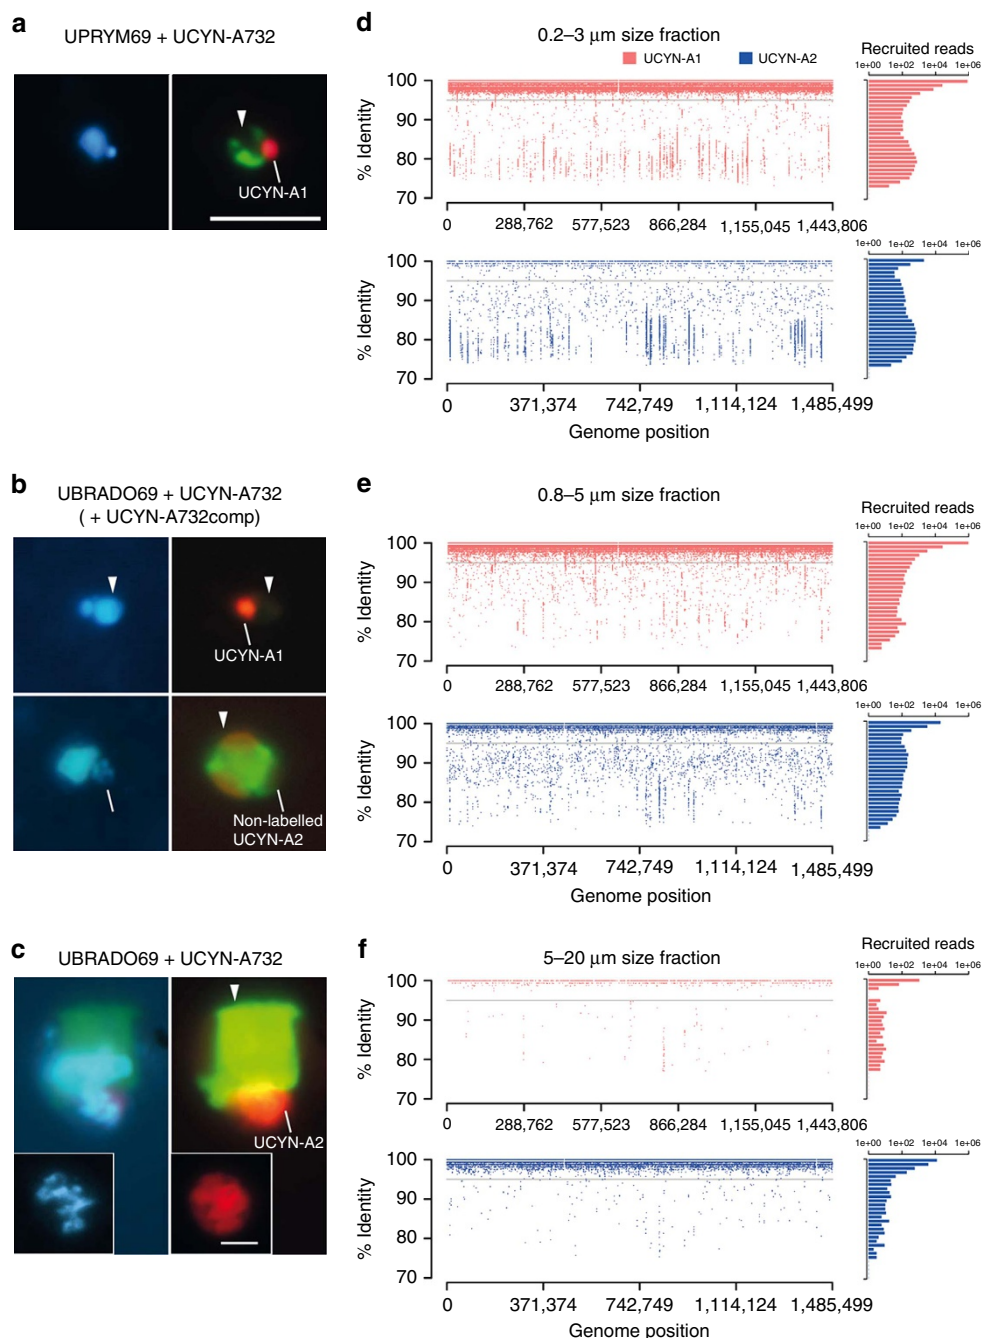 a
UPRYM69 + UCYN-A732
UCYN-A1
b
UBRADO69 + UCYN-A732
( + UCYN-A732comp)
UCYN-A1
Non-labelled
UCYN-A2
c
UBRADO69 + UCYN-A732
UCYN-A2
d
0.2–3 μm size fraction
UCYN-A1
UCYN-A2
Recruited reads
1e+00 1e+02 1e+04 1e+06
% Identity
100
90
80
70
0 288,762 577,523 866,284 1,155,045 1,443,806
1e+00 1e+02 1e+04 1e+06
% Identity
100
90
80
70
0 371,374 742,749 1,114,124 1,485,499
Genome position
e
0.8–5 μm size fraction
Recruited reads
1e+00 1e+02 1e+04 1e+06
% Identity
100
90
80
70
0 288,762 577,523 866,284 1,155,045 1,443,806
1e+00 1e+02 1e+04 1e+06
% Identity
100
90
80
70
0 371,374 742,749 1,114,124 1,485,499
Genome position
f
5–20 μm size fraction
Recruited reads
1e+00 1e+02 1e+04 1e+06
% Identity
100
90
80
70
0 288,762 577,523 866,284 1,155,045 1,443,806
1e+00 1e+02 1e+04 1e+06
% Identity
100
90
80
70
0 371,374 742,749 1,114,124 1,485,499
Genome position